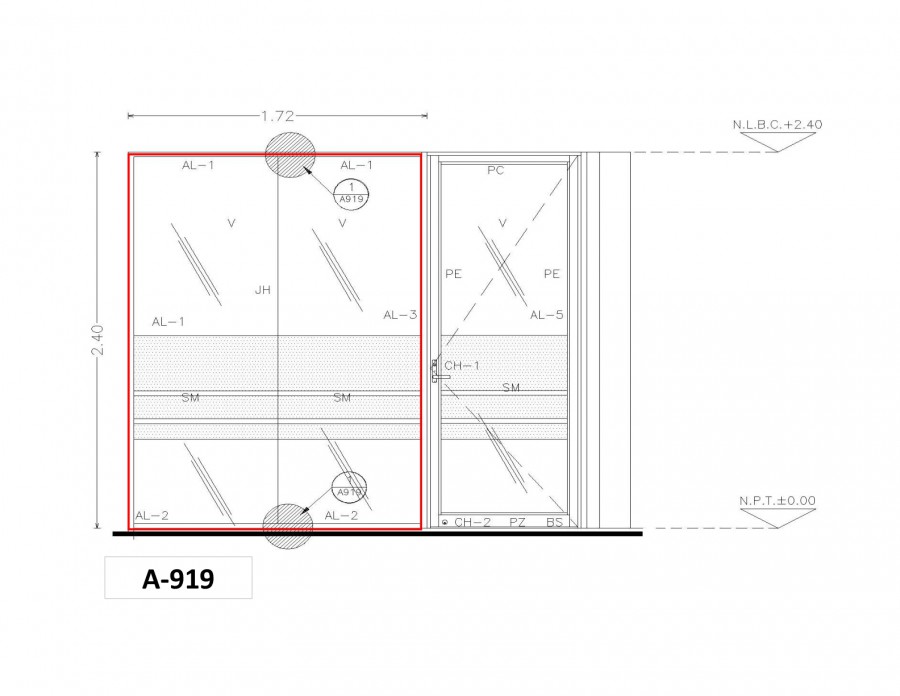 1.72
N.L.B.C.+2.40
AL-1
AL-1
PC
1
A919
V
V
V
PE
PE
JH
AL-3
AL-5
AL-1
2.40
CH-1
SM
SM
SM
A919
N.P.T.±0.00
AL-2
AL-2
CH-2
PZ
BS
A-919